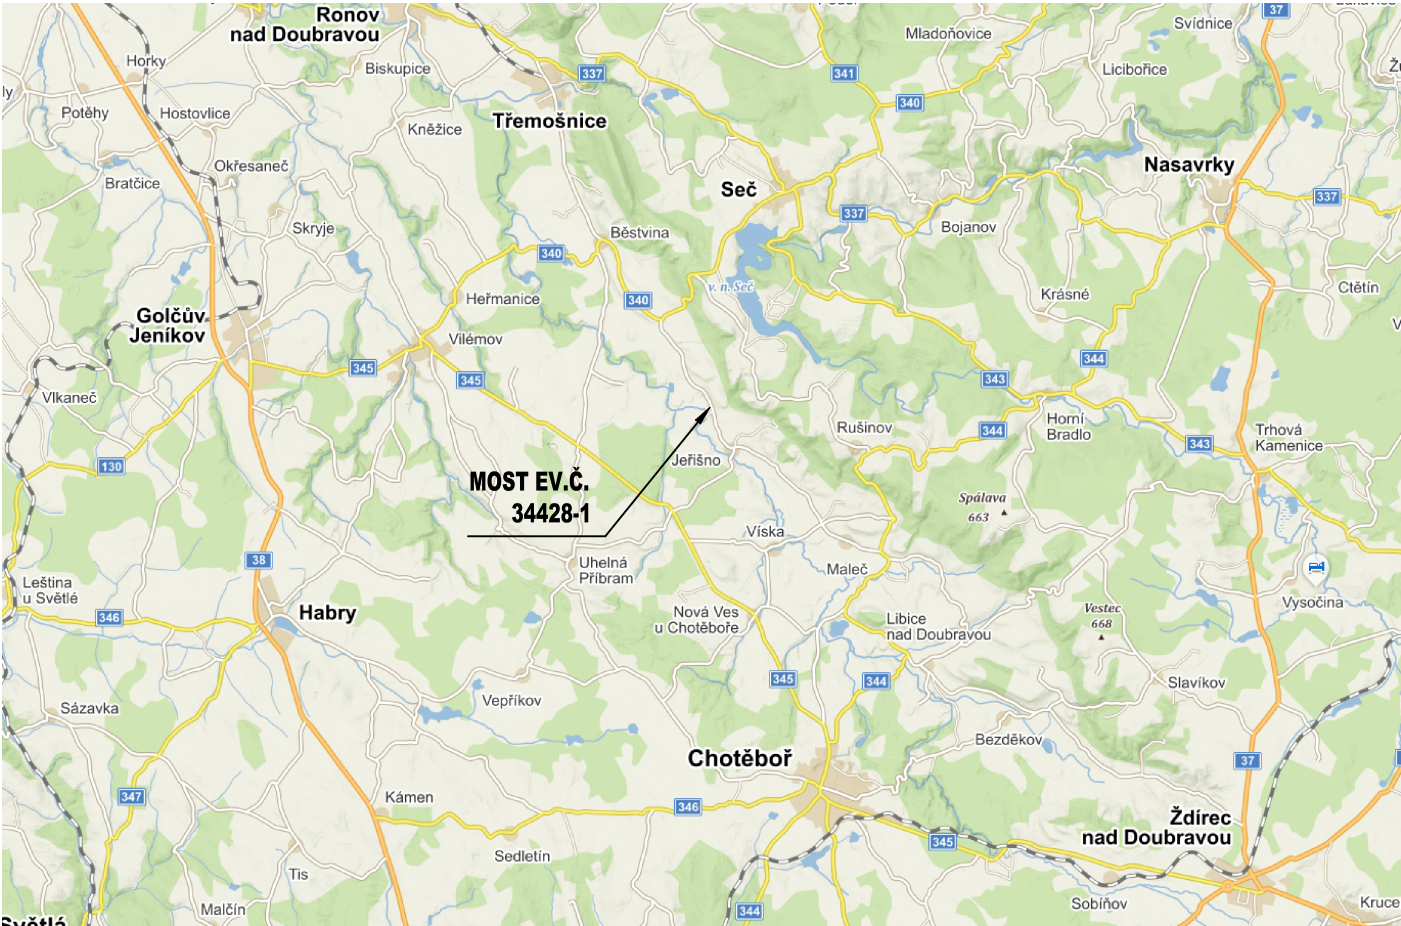 Ronov
nad Doubravou
37
Svídnice
Mladoňovice
Horky
Biskupice
337
341
Licibořice
340
Potěhy
Hostovlice
Kněžice
Třemošnice
Okřesaneč
Nasavrky
Bratčice
Seč
337
337
Skryje
Běstvina
Bojanov
340
v. n. Seč
Ctětín
Heřmanice
340
Krásné
Golčův
Jeníkov
Vilémov
345
345
344
343
Vlkaneč
Horní
Bradlo
Rušinov
344
Trhová
Kamenice
343
130
Jeřišno
MOST EV.Č.
34428-1
Spálava
663
Víska
38
Uhelná
Příbram
Maleč
Leština
u Světlé
Vysočina
346
Habry
Nová Ves
u Chotěboře
Vestec
668
Libice
nad Doubravou
345
344
Slavíkov
Sázavka
Vepříkov
Bezděkov
Chotěboř
37
347
Kámen
346
Ždírec
nad Doubravou
345
Sedletín
Tis
Sobíňov
Malčín
344
Kruce
Světlá